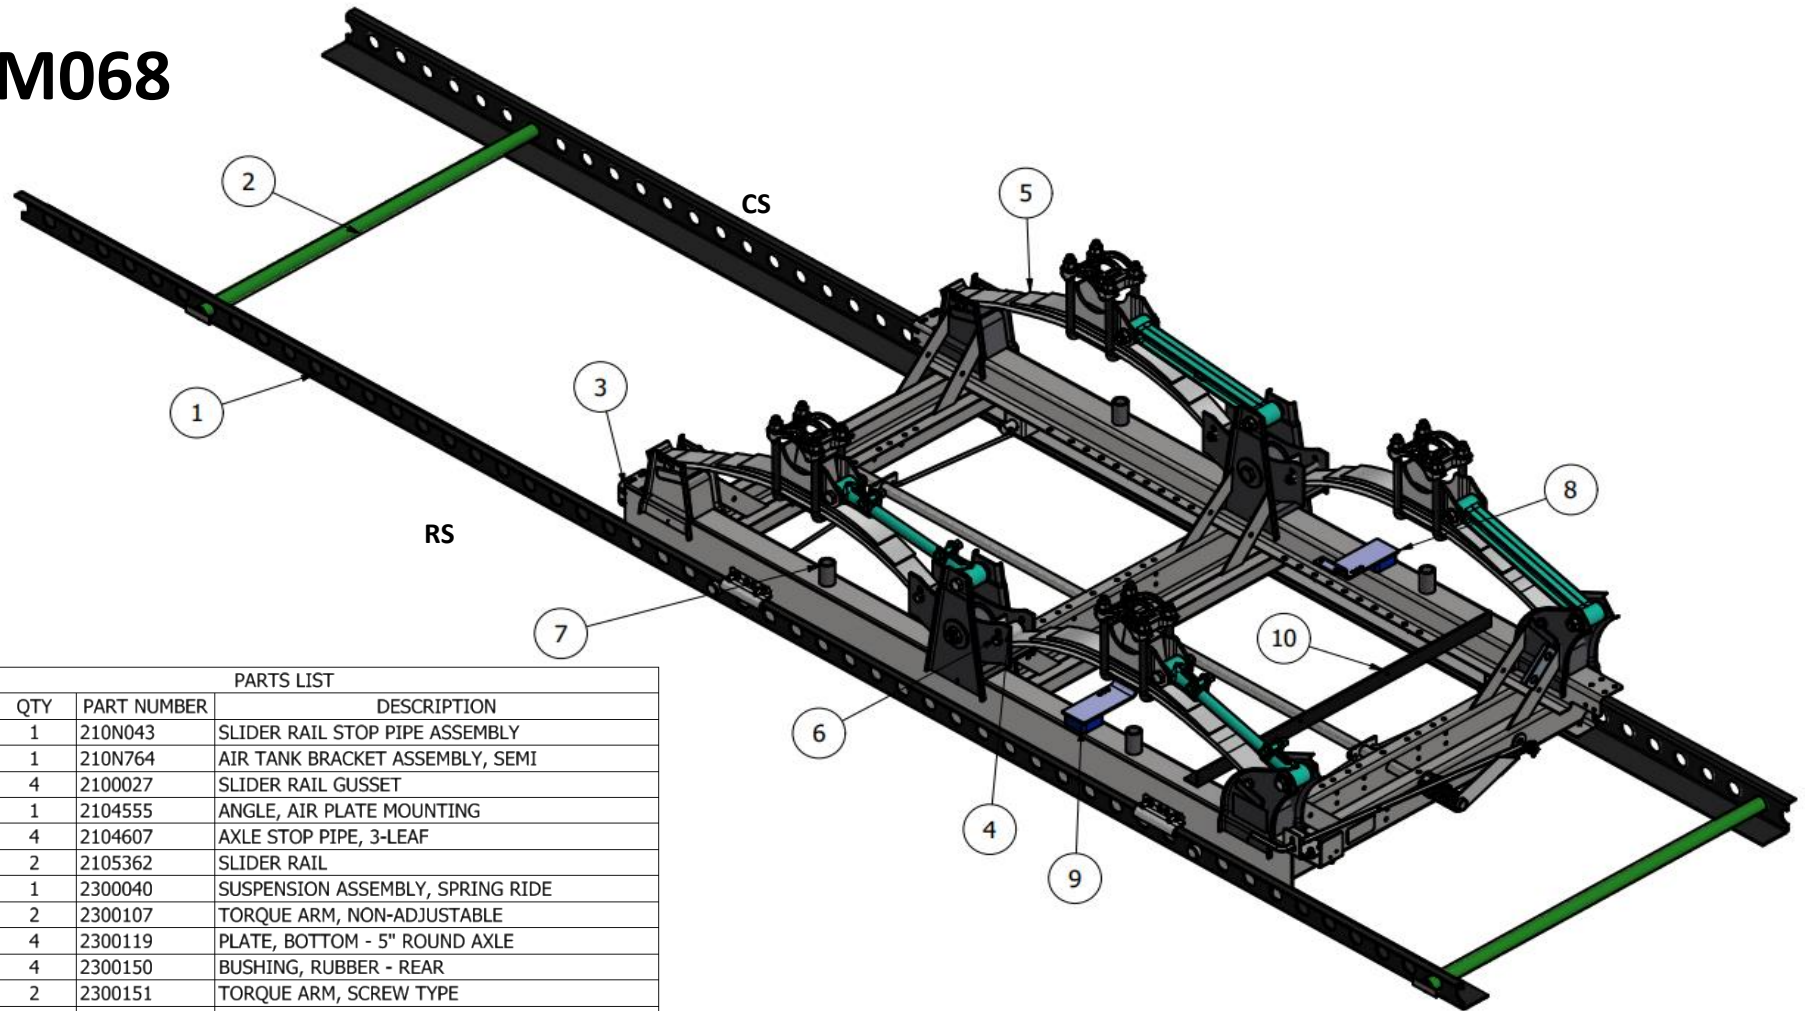 M068
2
CS
5
3
1
8
RS
7
10
6
4
9
PARTS LIST
QTY PART NUMBER DESCRIPTION
1 210N043 SLIDER RAIL STOP PIPE ASSEMBLY
1 210N764 AIR TANK BRACKET ASSEMBLY, SEMI
4 2100027 SLIDER RAIL GUSSET
1 2104555 ANGLE, AIR PLATE MOUNTING
4 2104607 AXLE STOP PIPE, 3-LEAF
2 2105362 SLIDER RAIL
1 2300040 SUSPENSION ASSEMBLY, SPRING RIDE
2 2300107 TORQUE ARM, NON-ADJUSTABLE
4 2300119 PLATE, BOTTOM - 5" ROUND AXLE
4 2300150 BUSHING, RUBBER - REAR
2 2300151 TORQUE ARM, SCREW TYPE